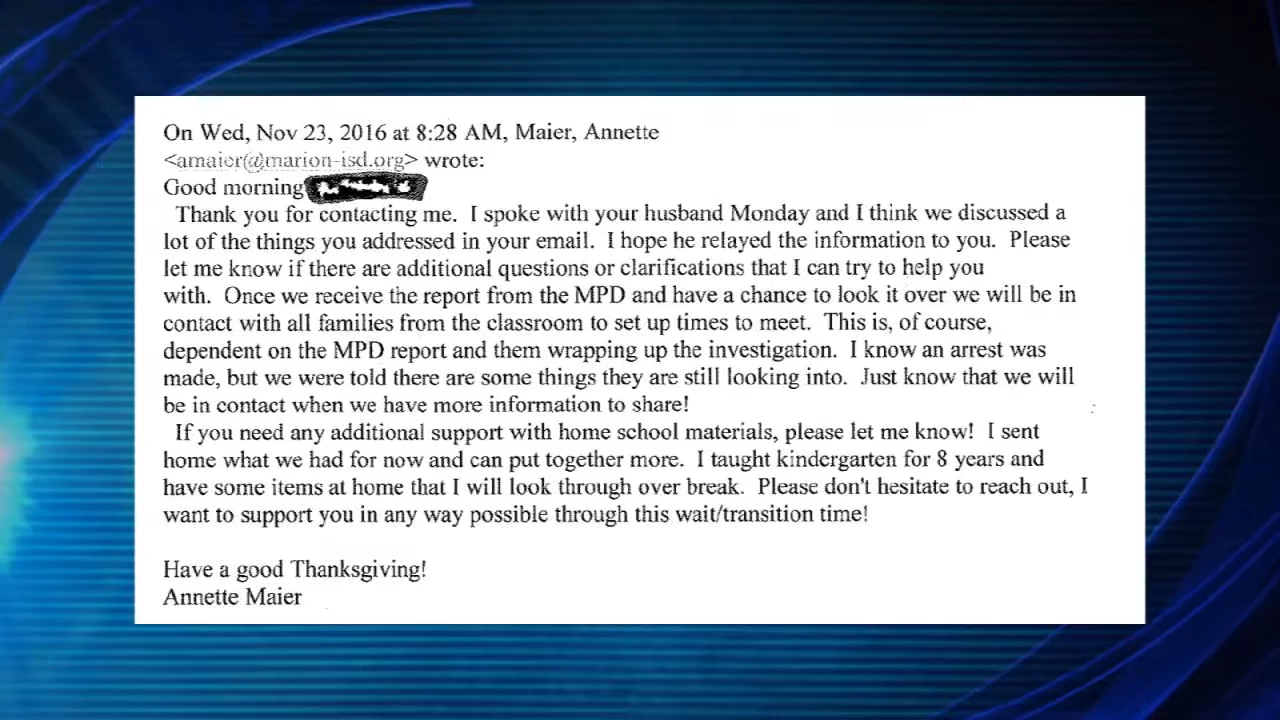 On Wed, Nov 23, 2016 at 8:28 AM, Maier, Annette
<amaier@marion-isd.org> wrote:
Good morning
Thank you for contacting me. I spoke with your husband Monday and I think we discussed a
lot of the things you addressed in your email. I hope he relayed the information to you. Please
let me know if there are additional questions or clarifications that I can try to help you
with. Once we receive the report from the MPD and have a chance to look it over we will be in
contact with all families from the classroom to set up times to meet. This is, of course,
dependent on the MPD report and them wrapping up the investigation. I know an arrest was
made, but we were told there are some things they are still looking into. Just know that we will
be in contact when we have more information to share!
If you need any additional support with home school materials, please let me know! I sent
home what we had for now and can put together more. I taught kindergarten for 8 years and
have some items at home that I will look through over break. Please don't hesitate to reach out, I
want to support you in any way possible through this wait/transition time!
Have a good Thanksgiving!
Annette Maier